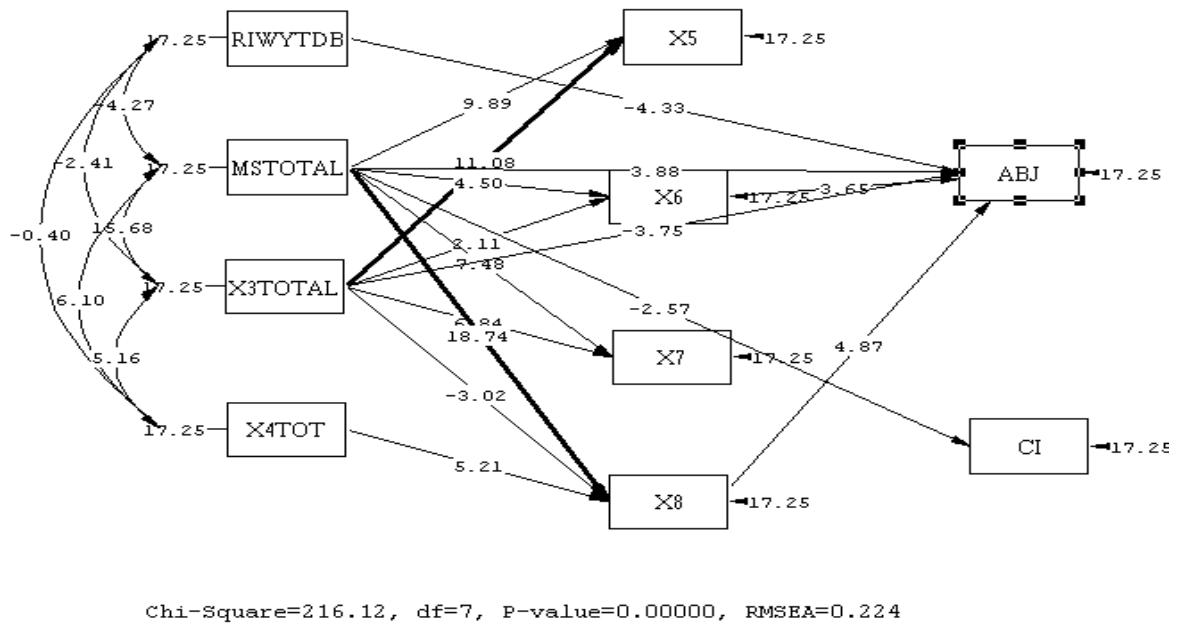 17.25
RIWYTDB
X5
17.25
-4.27
9.89
-4.33
-2.41
17.25
MSTOTAL
11.08
3.88
ABJ
17.25
4.50
X6
17.25
3.65
-0.40
15.68
2.11
-3.75
7.48
17.25
X3TOTAL
6.10
6.84
-2.57
18.74
5.16
X7
17.25
4.87
-3.02
17.25
X4TOT
CI
17.25
5.21
X8
17.25
Chi-Square=216.12, df=7, P-value=0.00000, RMSEA=0.224